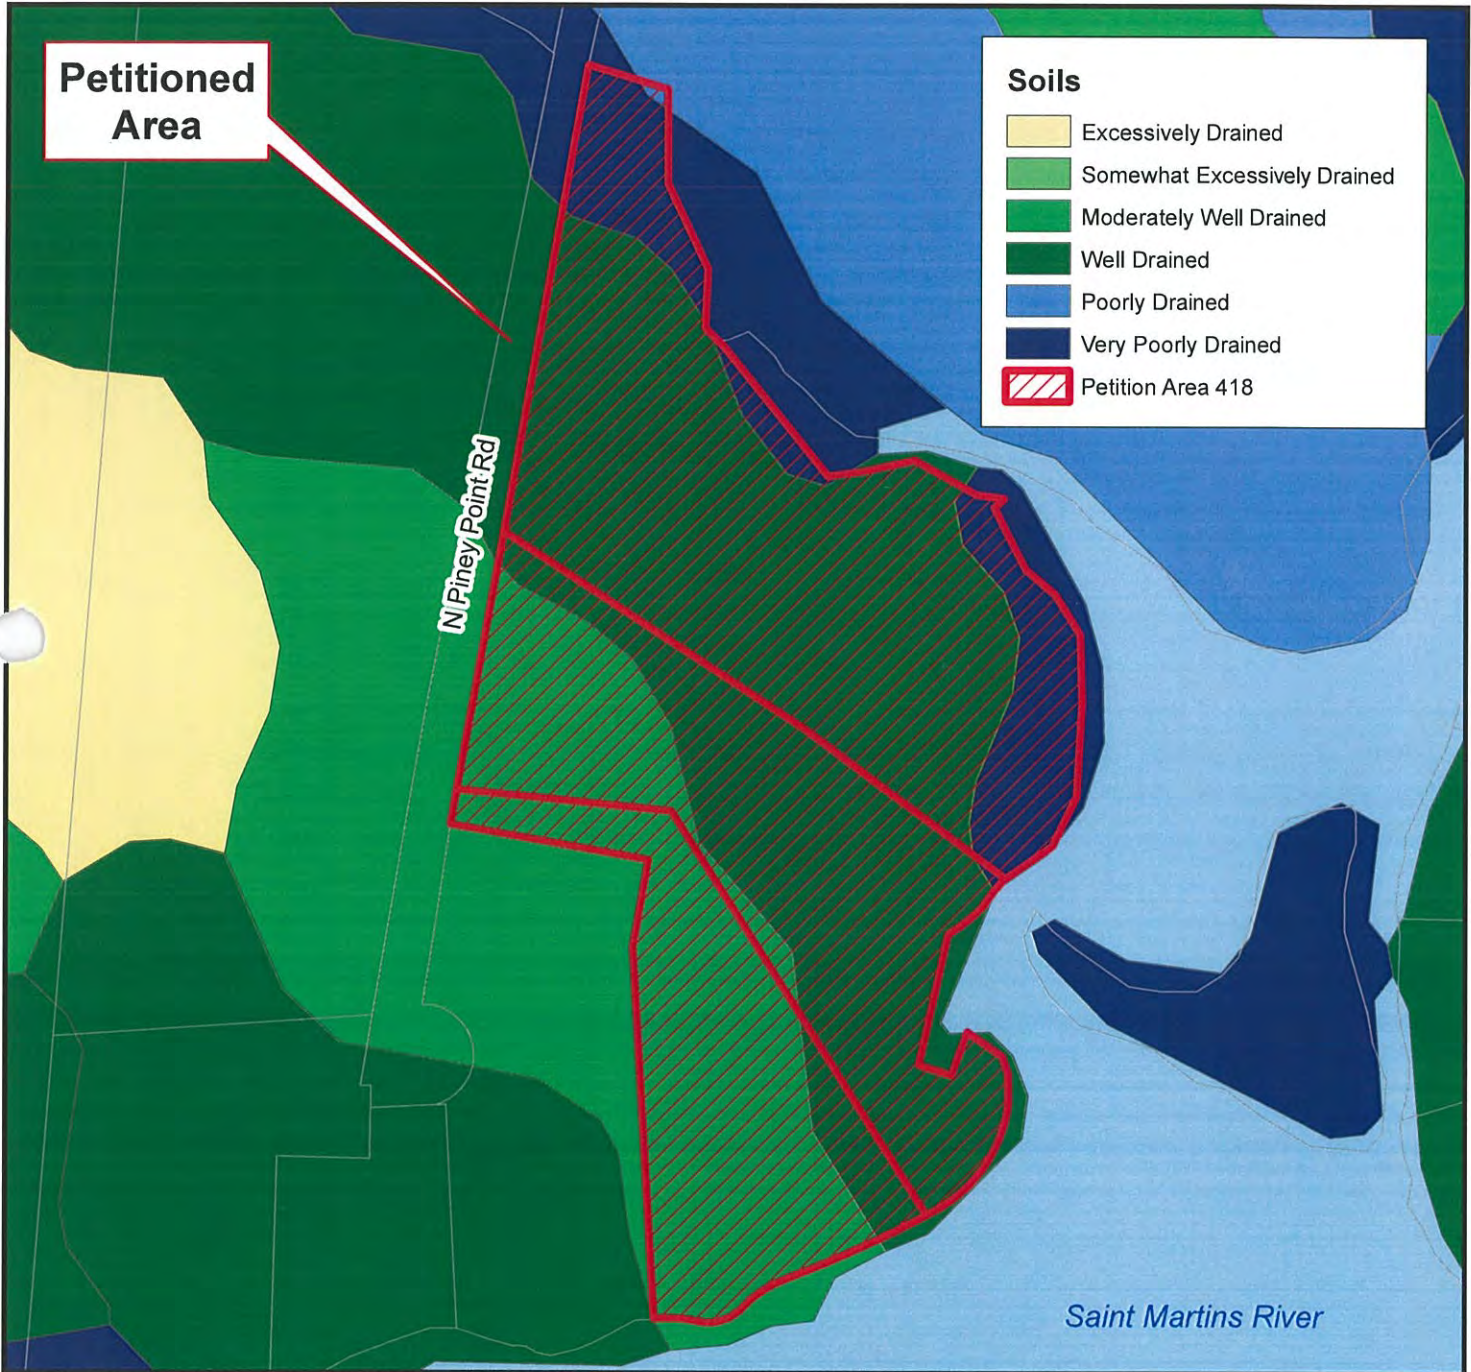 Petitioned
Area
Soils
Excessively Drained
Somewhat Excessively Drained
Moderately Well Drained
Well Drained
Poorly Drained
Very Poorly Drained
Petition Area 418
N Piney Point Rd
Saint Martins River